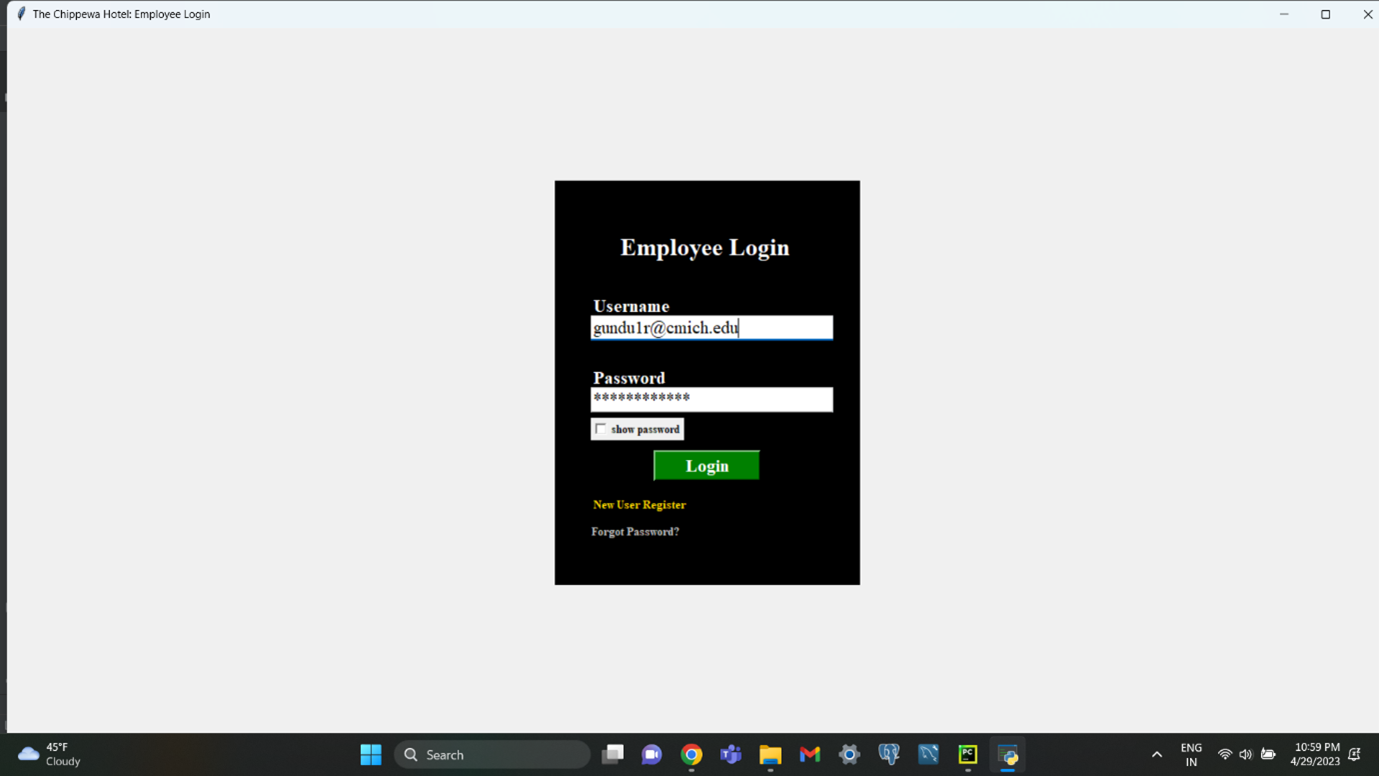 The Chippewa Hotel: Employee Login
Employee Login
Username
gundu1r@cmich.edu
Password
************
show password
Login
New User Register
Forgot Password?
45°F
Cloudy
Search
PC
ENG
IN
10:59 PM
4/29/2023